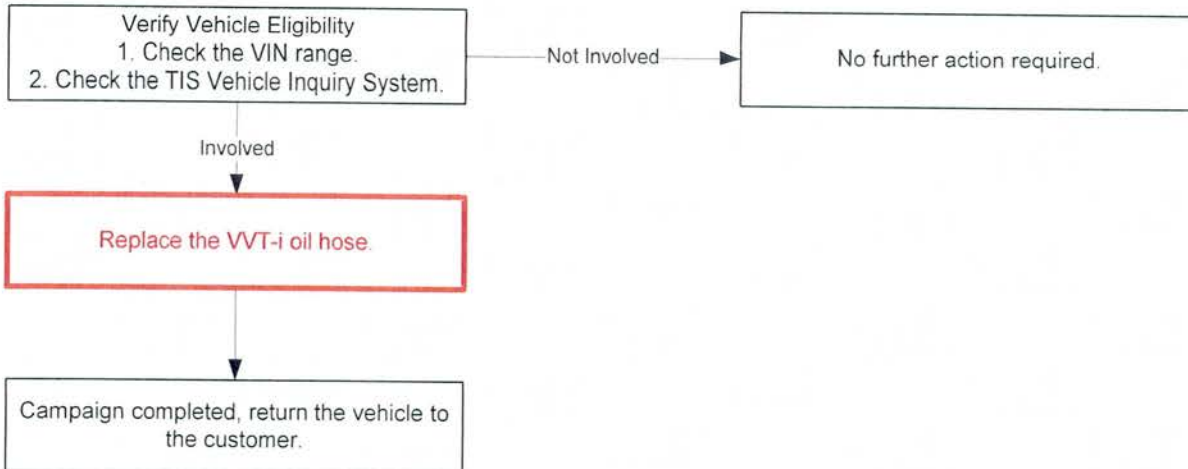 Verify Vehicle Eligibility
1. Check the VIN range.
2. Check the TIS Vehicle Inquiry System.
Not Involved
No further action required.
Involved
Replace the VVT-i oil hose.
Campaign completed, return the vehicle to
the customer.